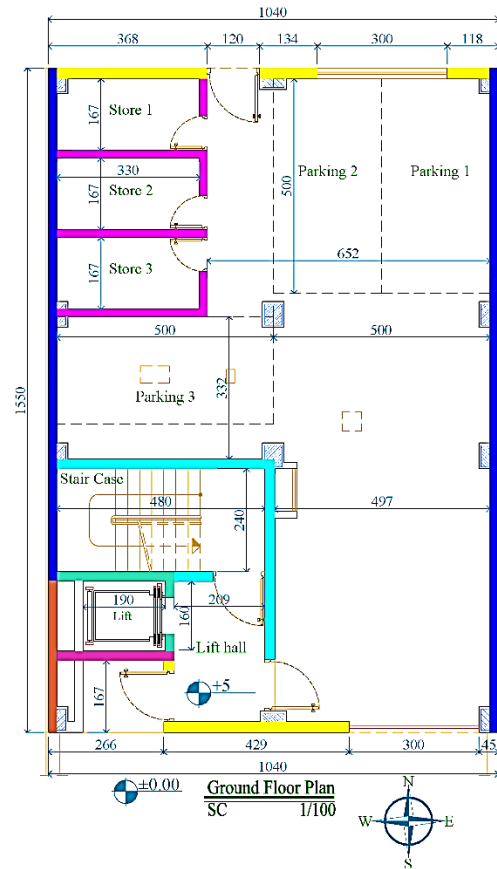 1040
368 120 134 300 118
Store 1
167
330
Store 2
167
Store 3
167
Parking 2
Parking 1
500
652
1550
500 500
Parking 3
332
Stair Case
480 497
240
190 209
Lift
160
Lift hall
167
+5
266 429 300 45
1040
±0.00
Ground Floor Plan
SC 1/100
N
W E
S